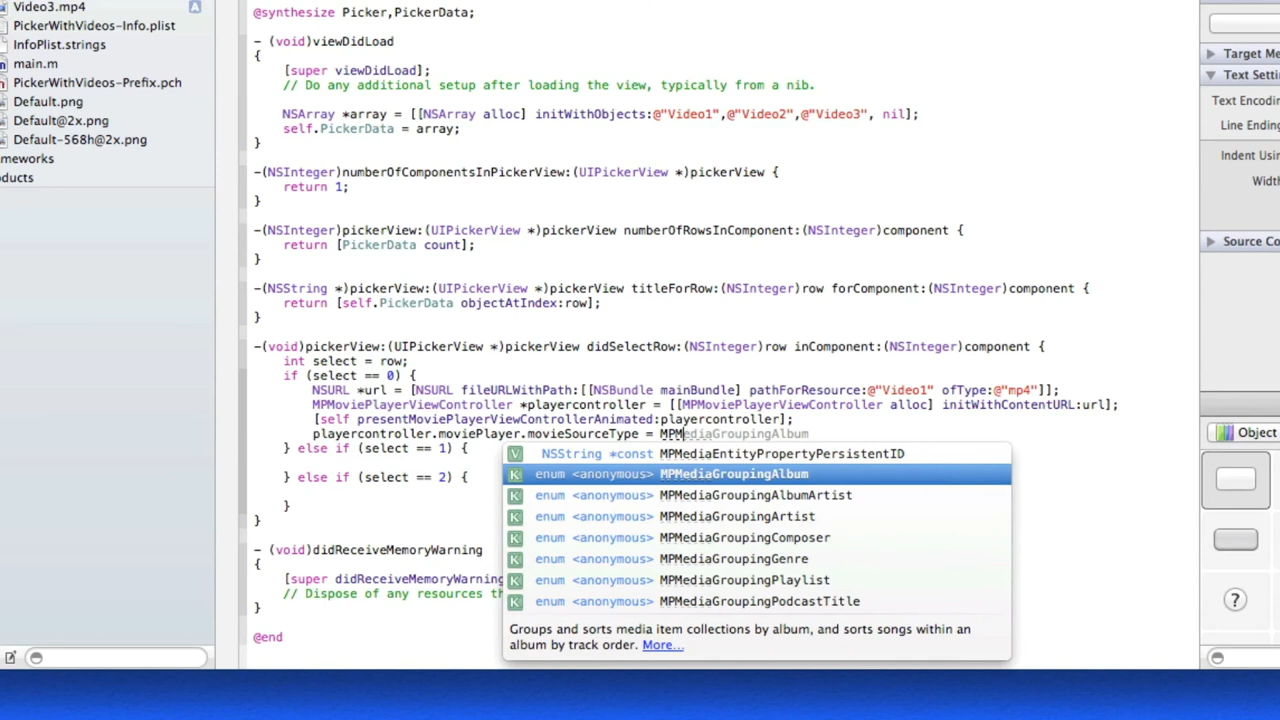 Video3.mp4
A
PickerWithVideos-Info.plist
InfoPlist.strings
main.m
PickerWithVideos-Prefix.pch
Default.png
Default@2x.png
Default-568h@2x.png
meworks
ducts
@synthesize Picker,PickerData;
- (void)viewDidLoad
{
[super viewDidLoad];
// Do any additional setup after loading the view, typically from a nib.
NSArray *array = [[NSArray alloc] initWithObjects:@"Video1",@"Video2",@"Video3", nil];
self.PickerData = array;
}
-(NSInteger)numberOfComponentsInPickerView:(UIPickerView *)pickerView {
return 1;
}
-(NSInteger)pickerView:(UIPickerView *)pickerView numberOfRowsInComponent:(NSInteger)component {
return [PickerData count];
}
-(NSString *)pickerView:(UIPickerView *)pickerView titleForRow:(NSInteger)row forComponent:(NSInteger)component {
return [self.PickerData objectAtIndex:row];
}
-(void)pickerView:(UIPickerView *)pickerView didSelectRow:(NSInteger)row inComponent:(NSInteger)component {
int select = row;
if (select == 0) {
NSURL *url = [NSURL fileURLWithPath:[[NSBundle mainBundle] pathForResource:@"Video1" ofType:@"mp4"]];
MPMoviePlayerViewController *playercontroller = [[MPMoviePlayerViewController alloc] initWithContentURL:url];
[self presentMoviePlayerViewControllerAnimated:playercontroller];
playercontroller.moviePlayer.movieSourceType = MPMediaGroupingAlbum
} else if (select == 1) {
} else if (select == 2) {
}
}
- (void)didReceiveMemoryWarning
{
[super didReceiveMemoryWarning
// Dispose of any resources th
}
@end
V NSString *const MPMediaEntityPropertyPersistentID
K enum <anonymous> MPMediaGroupingAlbum
K enum <anonymous> MPMediaGroupingAlbumArtist
K enum <anonymous> MPMediaGroupingArtist
K enum <anonymous> MPMediaGroupingComposer
K enum <anonymous> MPMediaGroupingGenre
K enum <anonymous> MPMediaGroupingPlaylist
K enum <anonymous> MPMediaGroupingPodcastTitle
Groups and sorts media item collections by album, and sorts songs within an
album by track order. More...
Target Me
Text Setti
Text Encodin
Line Ending
Indent Usin
Widt
Source Co
Object
?